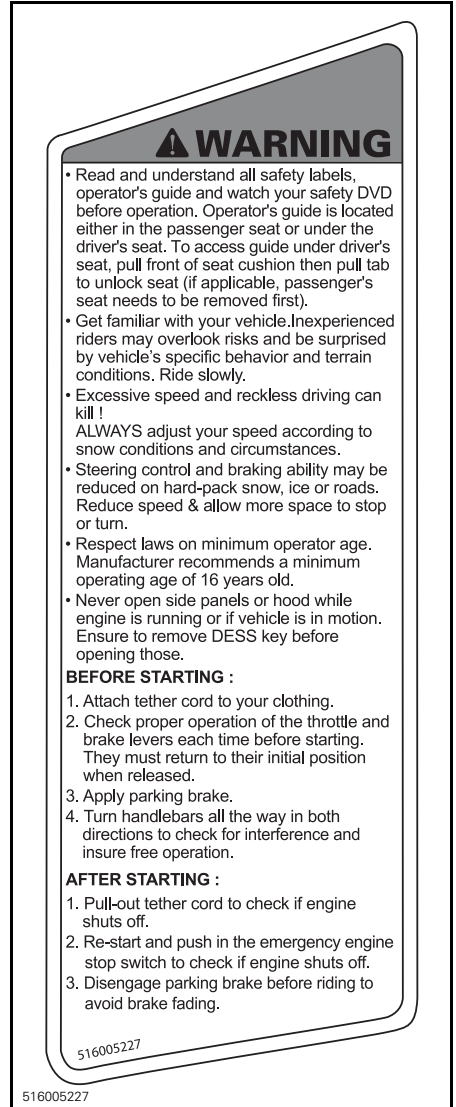 WARNING
• Read and understand all safety labels,
operator's guide and watch your safety DVD
before operation. Operator's guide is located
either in the passenger seat or under the
driver's seat. To access guide under driver's
seat, pull front of seat cushion then pull tab
to unlock seat (if applicable, passenger's
seat needs to be removed first).
• Get familiar with your vehicle.Inexperienced
riders may overlook risks and be surprised
by vehicle's specific behavior and terrain
conditions. Ride slowly.
• Excessive speed and reckless driving can
kill !
ALWAYS adjust your speed according to
snow conditions and circumstances.
• Steering control and braking ability may be
reduced on hard-pack snow, ice or roads.
Reduce speed & allow more space to stop
or turn.
• Respect laws on minimum operator age.
Manufacturer recommends a minimum
operating age of 16 years old.
• Never open side panels or hood while
engine is running or if vehicle is in motion.
Ensure to remove DESS key before
opening those.
BEFORE STARTING :
1. Attach tether cord to your clothing.
2. Check proper operation of the throttle and
brake levers each time before starting.
They must return to their initial position
when released.
3. Apply parking brake.
4. Turn handlebars all the way in both
directions to check for interference and
insure free operation.
AFTER STARTING :
1. Pull-out tether cord to check if engine
shuts off.
2. Re-start and push in the emergency engine
stop switch to check if engine shuts off.
3. Disengage parking brake before riding to
avoid brake fading.
516005227
516005227